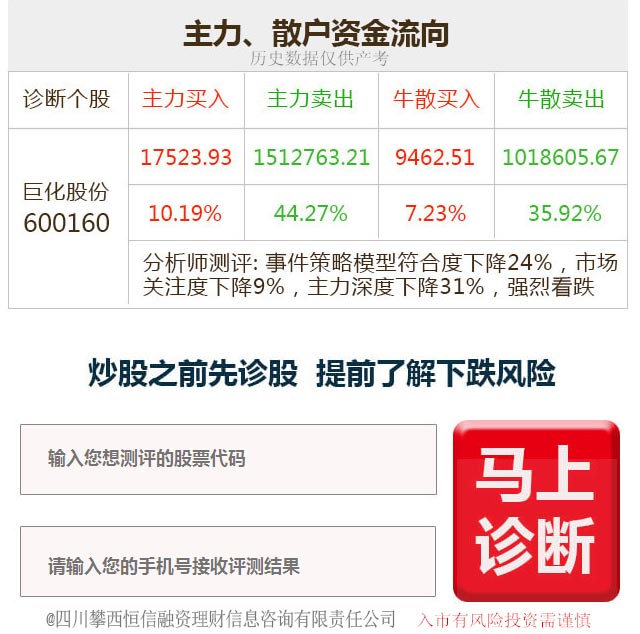 主力、散户资金流向
历史数据仅供产考
诊断个股 主力买入 主力卖出 牛散买入 牛散卖出
17523.93 1512763.21 9462.51 1018605.67
巨化股份
600160
10.19% 44.27% 7.23% 35.92%
分析师测评: 事件策略模型符合度下降24%，市场
关注度下降9%，主力深度下降31%，强烈看跌
炒股之前先诊股 提前了解下跌风险
输入您想测评的股票代码
马上
诊断
请输入您的手机号接收评测结果
@四川攀西恒信融资理财信息咨询有限责任公司 入市有风险投资需谨慎